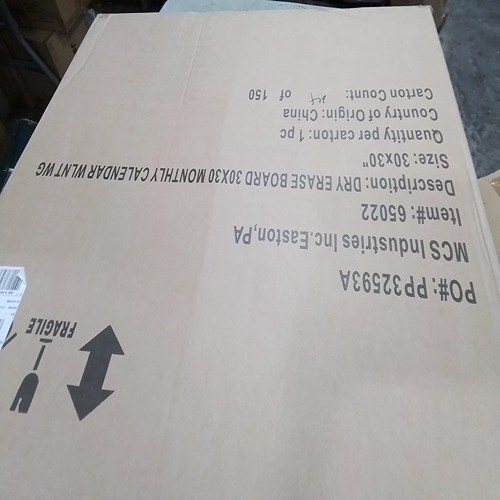 PO#: PP32593A
MCS Industries Inc.Easton,PA
Item#: 65022
Description: DRY ERASE BOARD 30X30 MONTHLY CALENDAR WLNT WG
Size: 30x30"
Quantity per carton: 1 pc
Country of Origin: China
Carton Count: of 150
FRAGILE